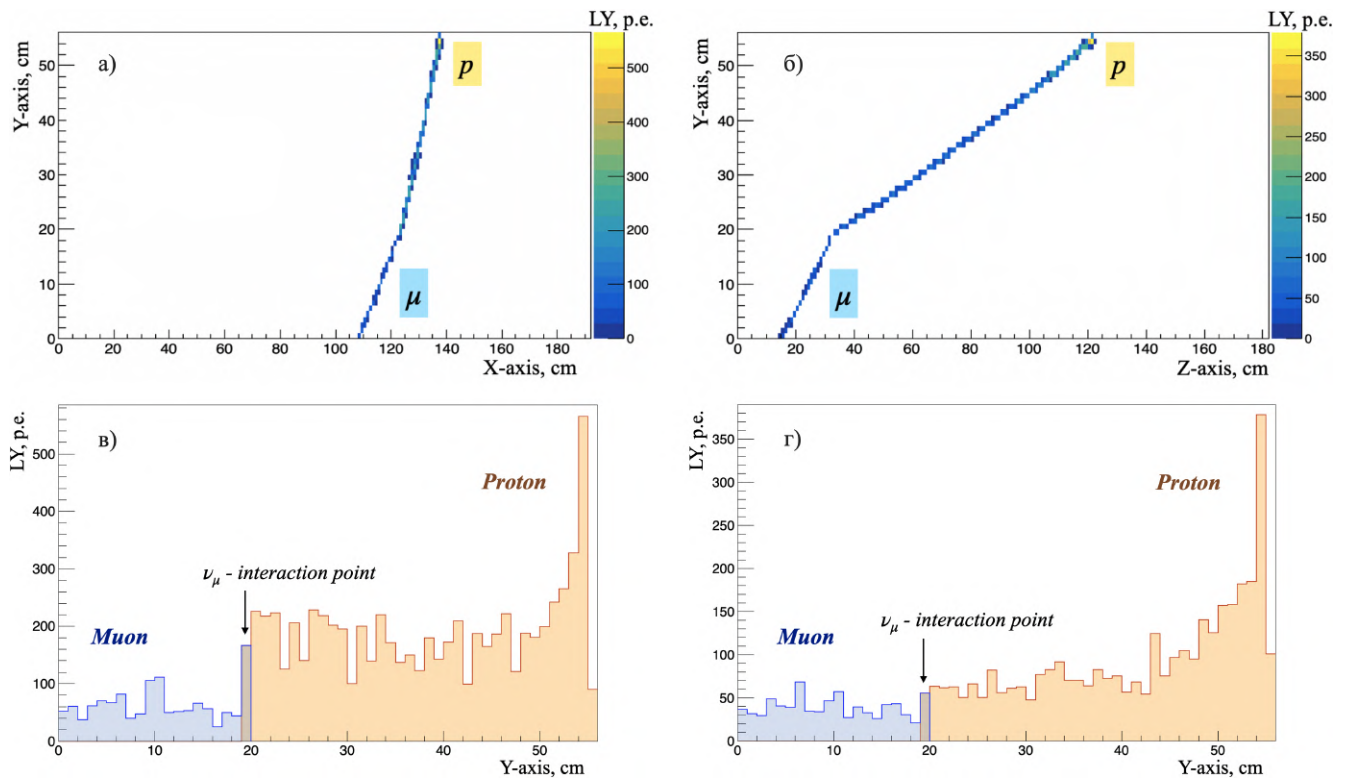 LY, p.e.
LY, p.e.
Y-axis, cm
а)
p
μ
50
40
30
20
10
0
0 20 40 60 80 100 120 140 160 180
X-axis, cm
500
400
300
200
100
0
Y-axis, cm
б)
p
μ
50
40
30
20
10
0
0 20 40 60 80 100 120 140 160 182
Z-axis, cm
350
300
250
200
150
100
50
0
LY, p.e.
в)
Proton
νμ - interaction point
Muon
500
400
300
200
100
0
0 10 20 30 40 50
Y-axis, cm
LY, p.e.
г)
Proton
νμ - interaction point
Muon
350
300
250
200
150
100
50
0
0 10 20 30 40 50
Y-axis, cm